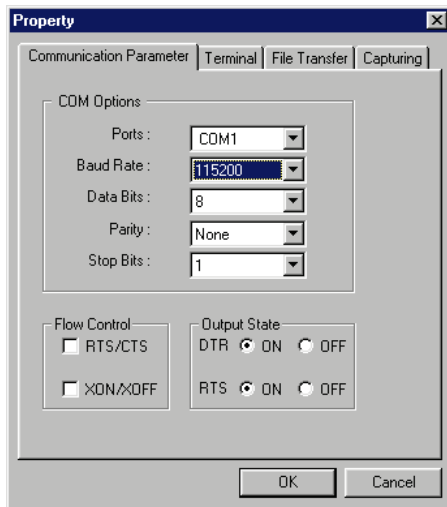 Property
Communication Parameter Terminal File Transfer Capturing
COM Options
Ports : COM1
Baud Rate : 115200
Data Bits : 8
Parity : None
Stop Bits : 1
Flow Control
RTS/CTS
XON/XOFF
Output State
DTR ON OFF
RTS ON OFF
OK Cancel